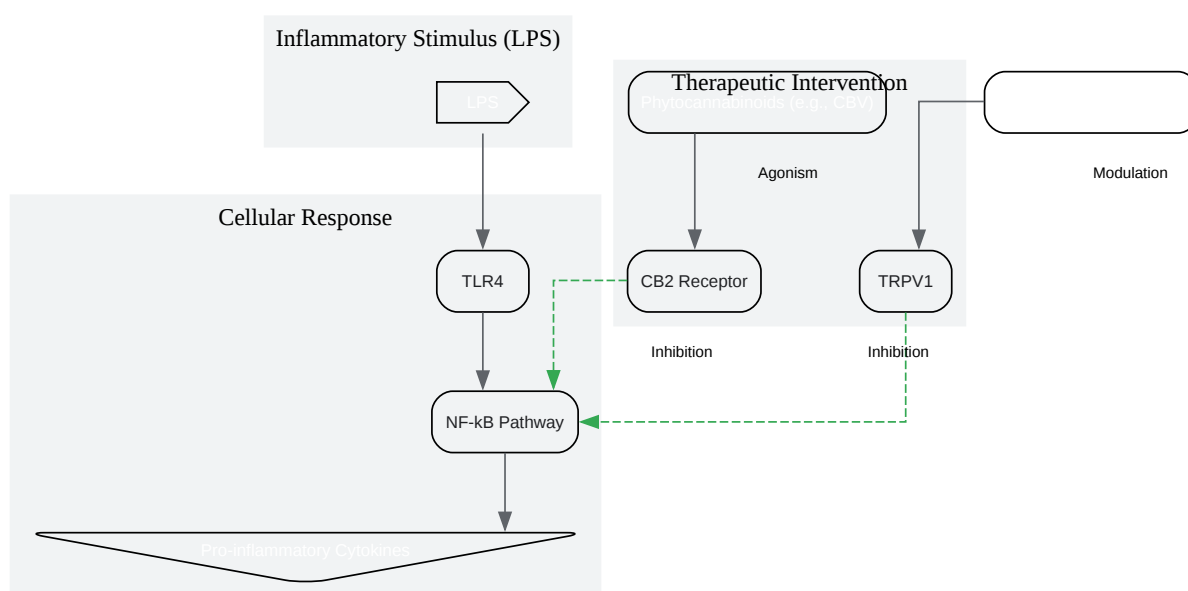 Inflammatory Stimulus (LPS)
LPS
Therapeutic Intervention
Phytocannabinoids (e.g., CBV)
Agonism
Modulation
Cellular Response
TLR4
CB2 Receptor
TRPV1
Inhibition
Inhibition
NF-kB Pathway
Pro-inflammatory Cytokines